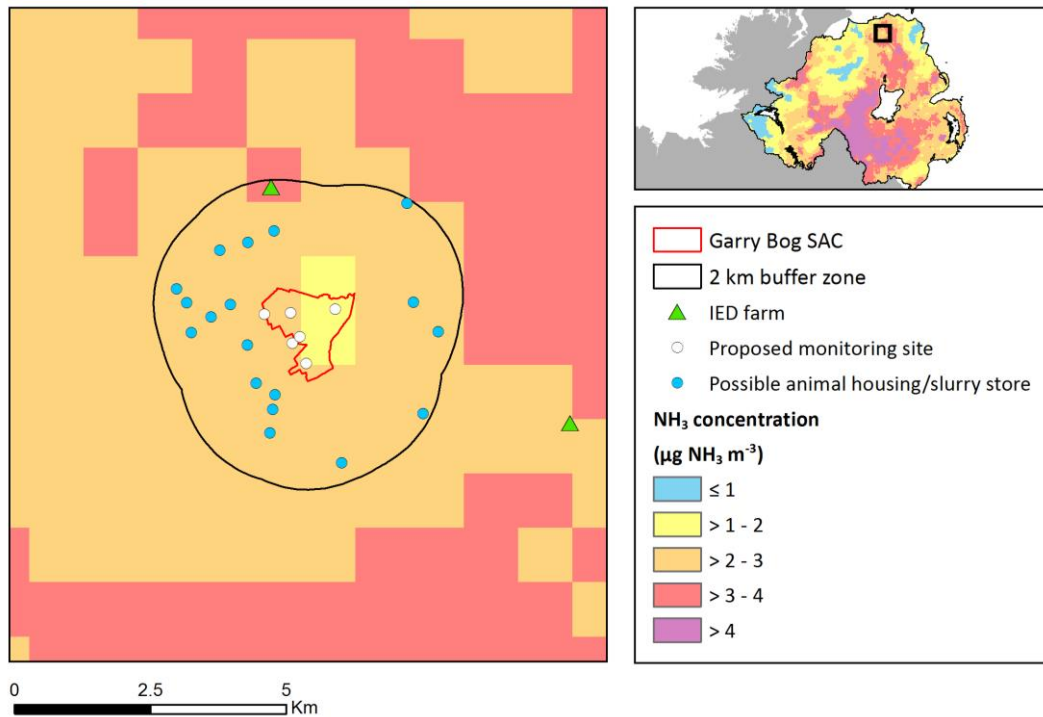 Garry Bog SAC
2 km buffer zone
IED farm
Proposed monitoring site
Possible animal housing/slurry store
NH₃ concentration
(µg NH₃ m⁻³)
≤ 1
> 1 - 2
> 2 - 3
> 3 - 4
> 4
0 2.5 5
Km